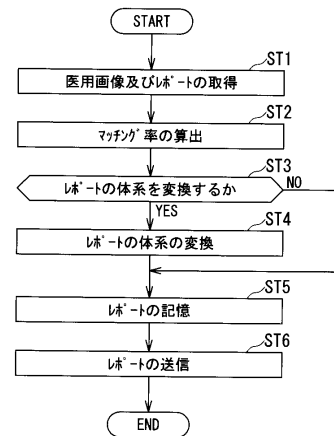 START
ST1
医用画像及びﾚﾎﾟｰﾄの取得
ST2
ﾏｯﾁﾝｸﾞ率の算出
ST3
ﾚﾎﾟｰﾄの体系を変換するか
NO
YES
ST4
ﾚﾎﾟｰﾄの体系の変換
ST5
ﾚﾎﾟｰﾄの記憶
ST6
ﾚﾎﾟｰﾄの送信
END